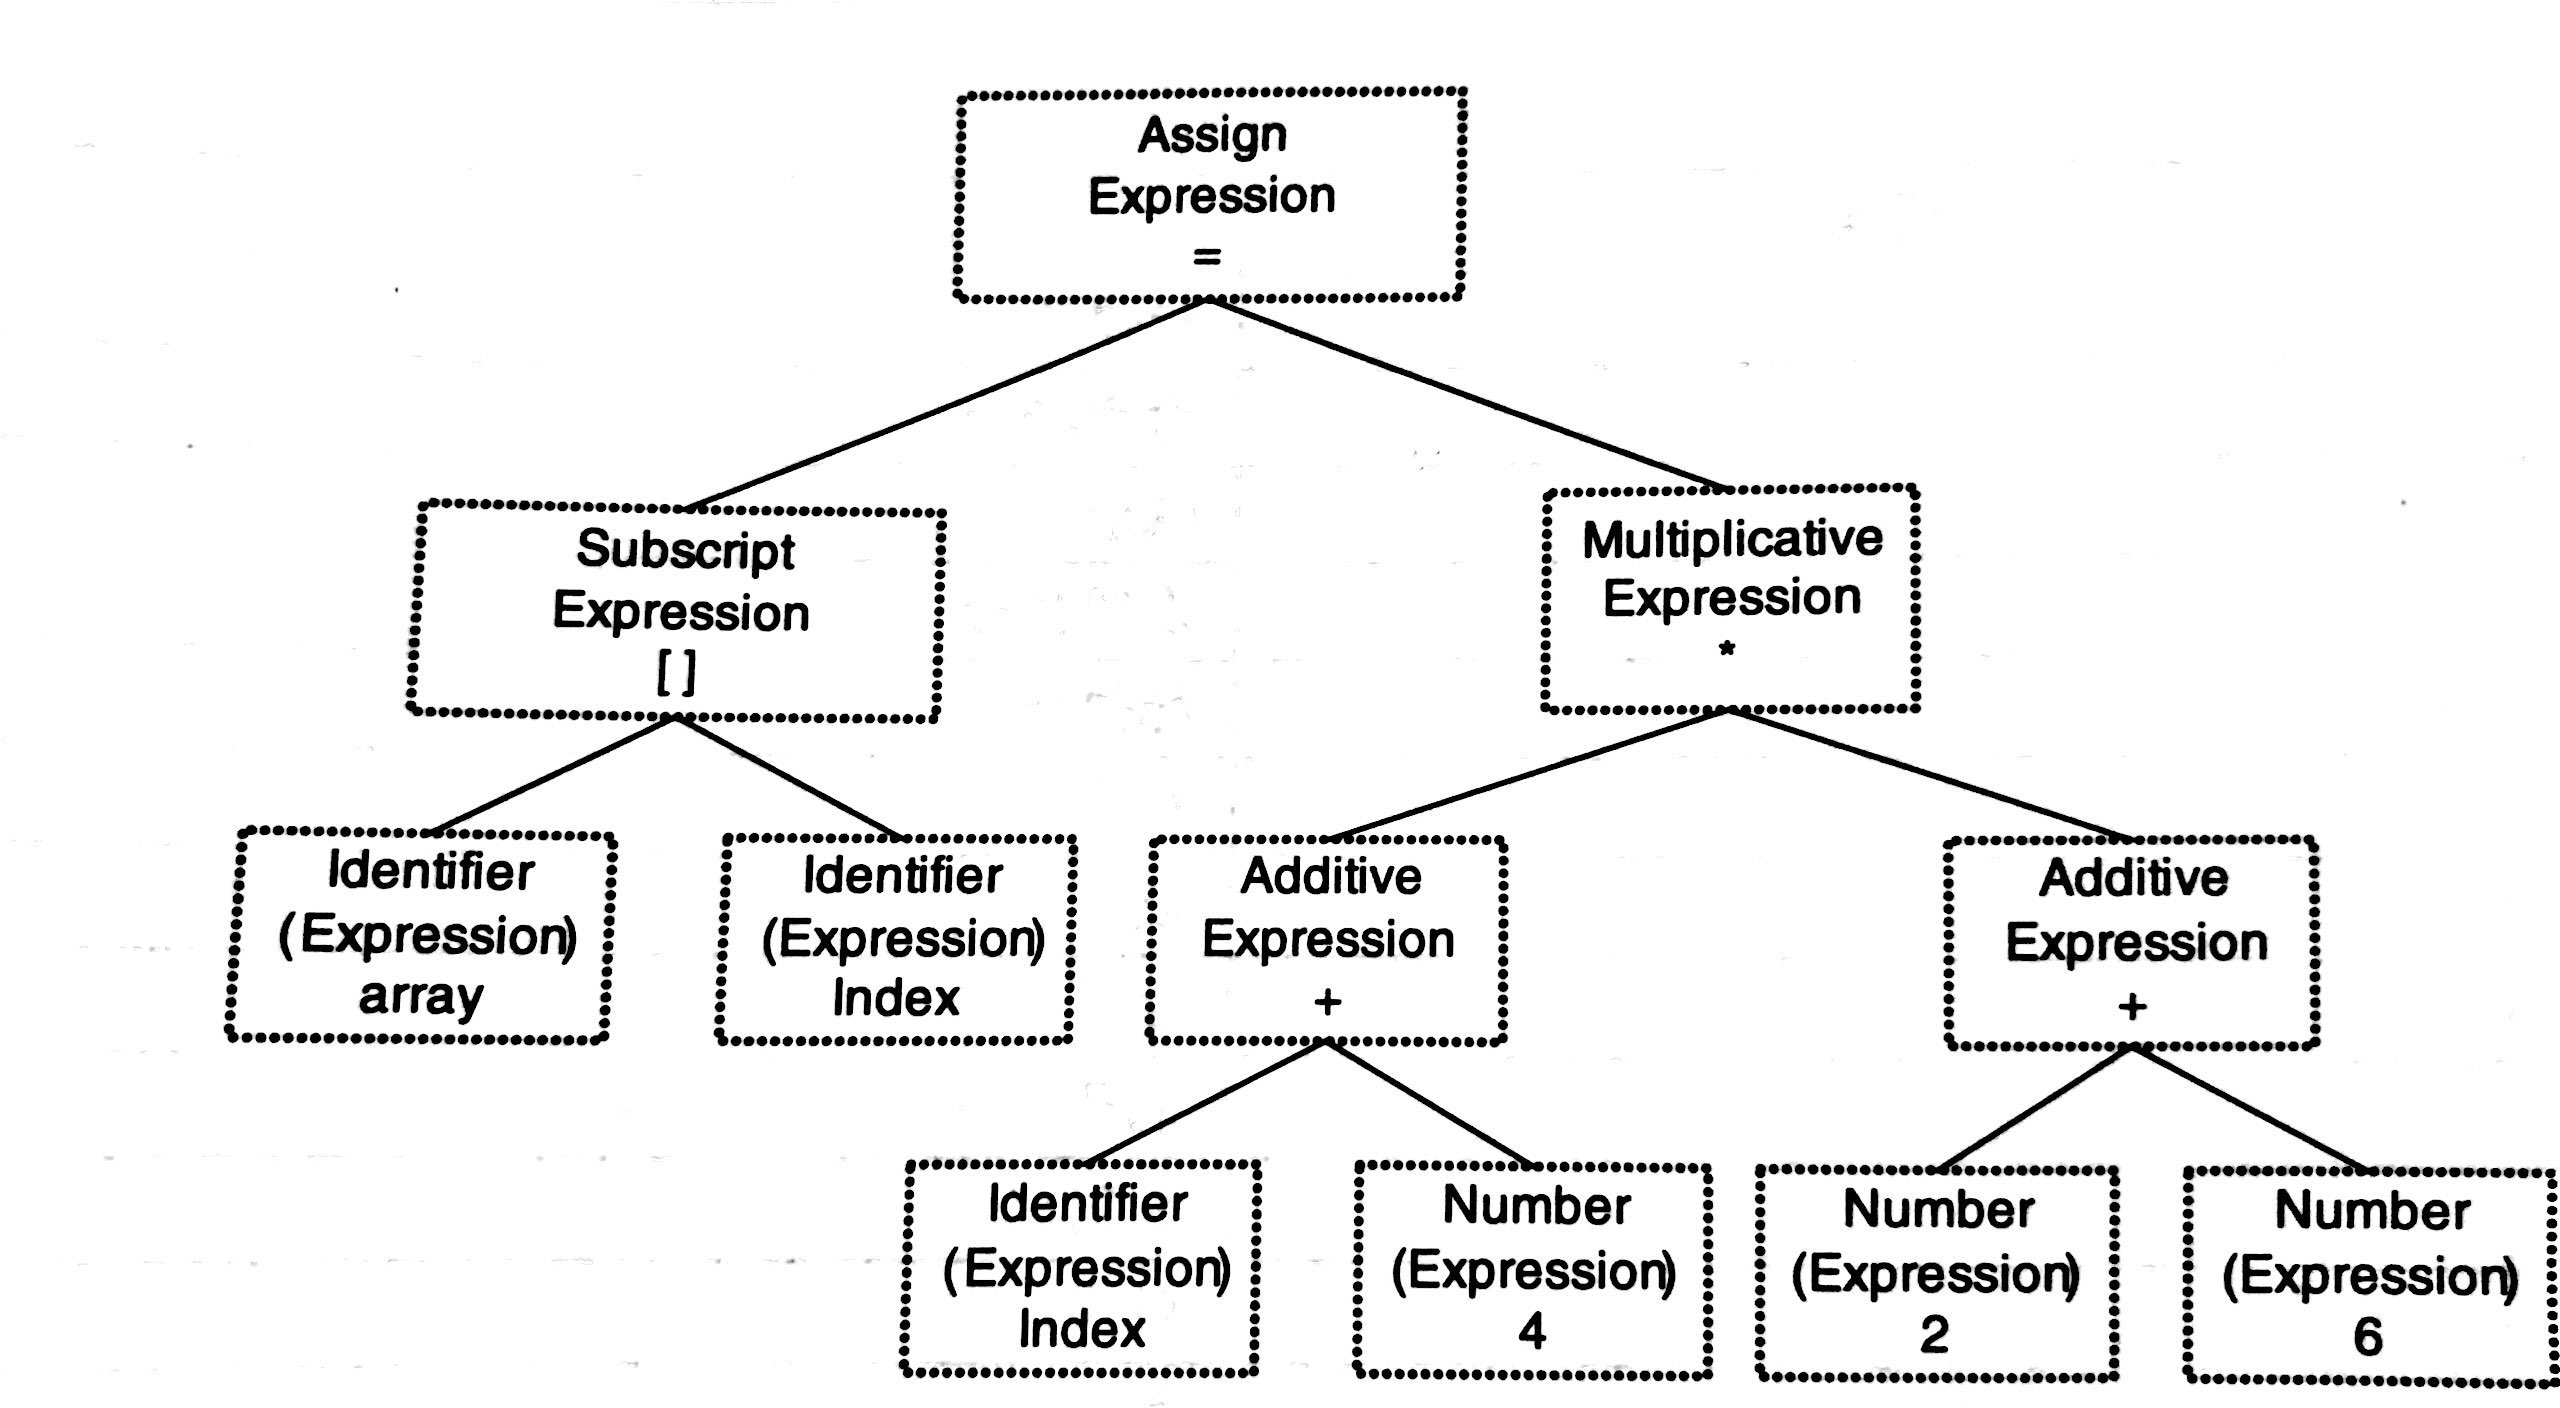 Assign
Expression
=
Subscript
Expression
[ ]
Multiplicative
Expression
*
Identifier
(Expression)
array
Identifier
(Expression)
Index
Additive
Expression
+
Additive
Expression
+
Identifier
(Expression)
Index
Number
(Expression)
4
Number
(Expression)
2
Number
(Expression)
6